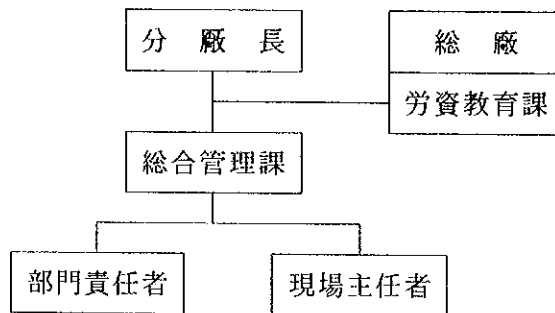 分廠長
総廠
労資教育課
総合管理課
部門責任者
現場主任者